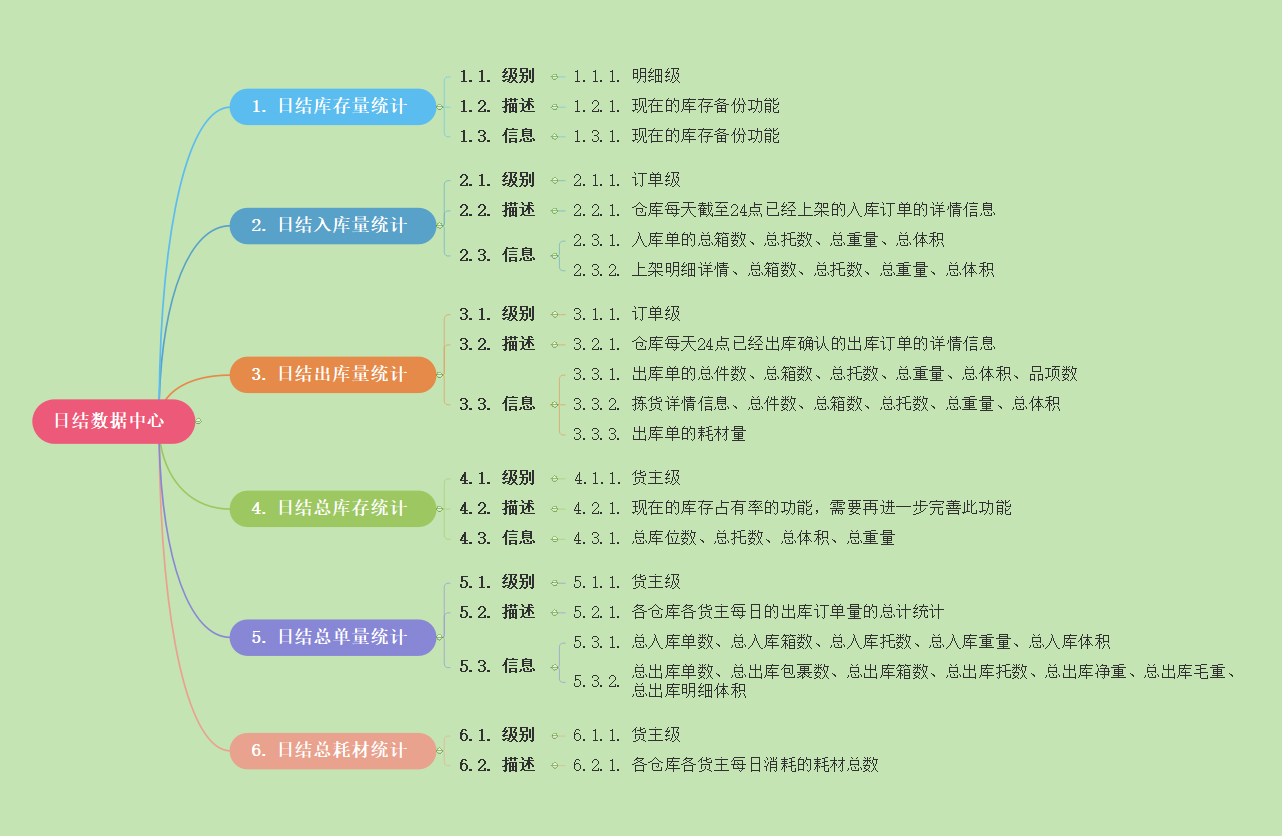 日结数据中心
1. 日结库存量统计
1.1. 级别
1.1.1. 明细级
1.2. 描述
1.2.1. 现在的库存备份功能
1.3. 信息
1.3.1. 现在的库存备份功能
2. 日结入库量统计
2.1. 级别
2.1.1. 订单级
2.2. 描述
2.2.1. 仓库每天截至24点已经上架的入库订单的详情信息
2.3. 信息
2.3.1. 入库单的总箱数、总托数、总重量、总体积
2.3.2. 上架明细详情、总箱数、总托数、总重量、总体积
3. 日结出库量统计
3.1. 级别
3.1.1. 订单级
3.2. 描述
3.2.1. 仓库每天24点已经出库确认的出库订单的详情信息
3.3. 信息
3.3.1. 出库单的总件数、总箱数、总托数、总重量、总体积、品项数
3.3.2. 拣货详情信息、总件数、总箱数、总托数、总重量、总体积
3.3.3. 出库单的耗材量
4. 日结总库存统计
4.1. 级别
4.1.1. 货主级
4.2. 描述
4.2.1. 现在的库存占有率的功能，需要再进一步完善此功能
4.3. 信息
4.3.1. 总库位数、总托数、总体积、总重量
5. 日结总单量统计
5.1. 级别
5.1.1. 货主级
5.2. 描述
5.2.1. 各仓库各货主每日的出库订单量的总计统计
5.3. 信息
5.3.1. 总入库单数、总入库箱数、总入库托数、总入库重量、总入库体积
5.3.2. 总出库单数、总出库包裹数、总出库箱数、总出库托数、总出库净重、总出库毛重、
总出库明细体积
6. 日结总耗材统计
6.1. 级别
6.1.1. 货主级
6.2. 描述
6.2.1. 各仓库各货主每日消耗的耗材总数